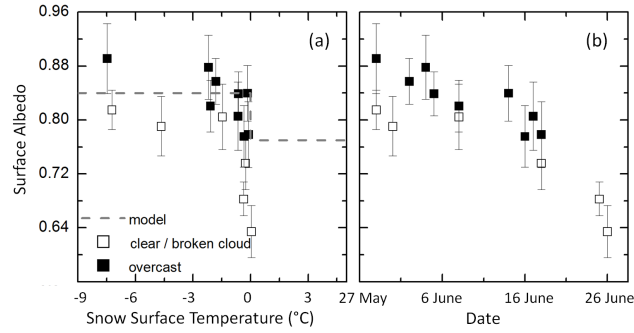 0.96
(a)
(b)
0.88
Surface Albedo
0.80
0.72
0.64
model
clear / broken cloud
overcast
-9 -6 -3 0 3 27 May 6 June 16 June 26 June
Snow Surface Temperature (°C) Date